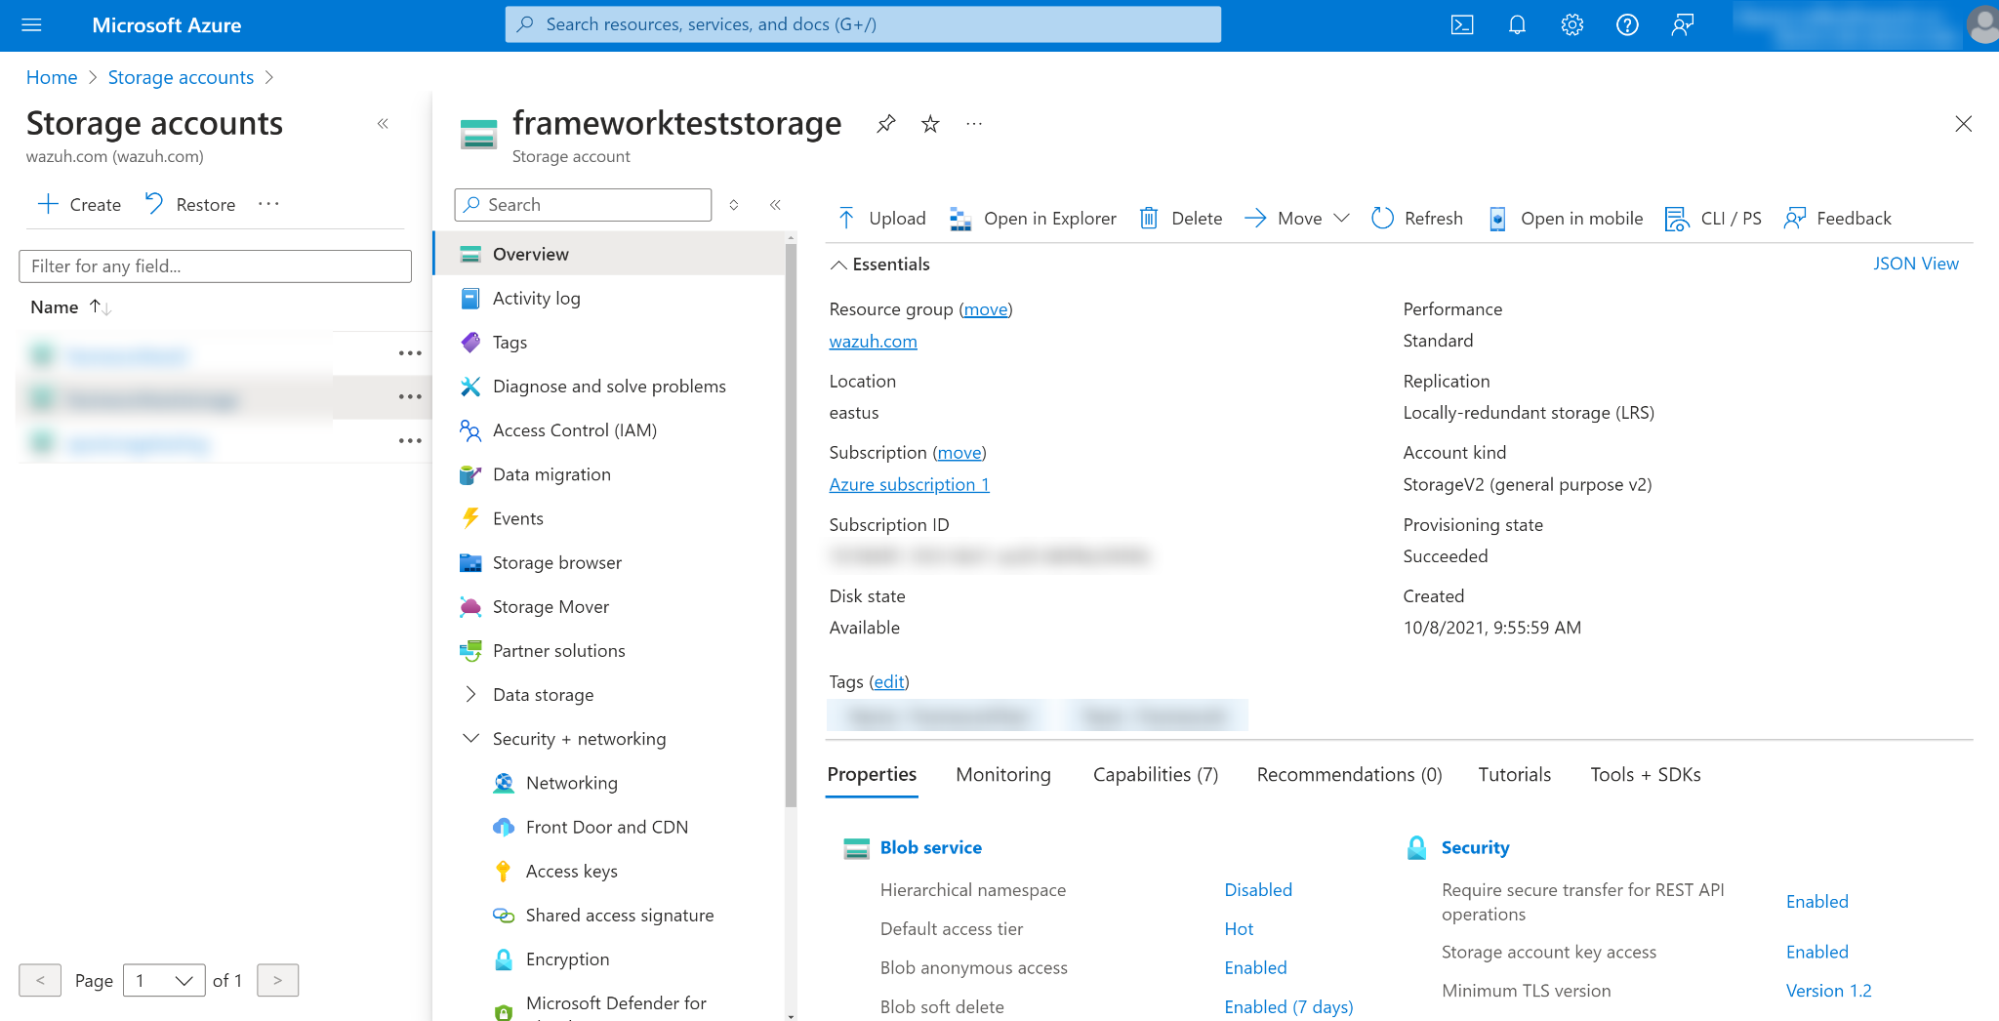 Microsoft Azure
Search resources, services, and docs (G+/)
Home > Storage accounts >
Storage accounts
wazuh.com (wazuh.com)
Create
Restore
Filter for any field...
Name
< Page 1 of 1 >
frameworkteststorage
Storage account
Search
Overview
Activity log
Tags
Diagnose and solve problems
Access Control (IAM)
Data migration
Events
Storage browser
Storage Mover
Partner solutions
Data storage
Security + networking
Networking
Front Door and CDN
Access keys
Shared access signature
Encryption
Microsoft Defender for
Upload
Open in Explorer
Delete
Move
Refresh
Open in mobile
CLI / PS
Feedback
Essentials
JSON View
Resource group (move)
wazuh.com
Location
eastus
Subscription (move)
Azure subscription 1
Subscription ID
Disk state
Available
Performance
Standard
Replication
Locally-redundant storage (LRS)
Account kind
StorageV2 (general purpose v2)
Provisioning state
Succeeded
Created
10/8/2021, 9:55:59 AM
Tags (edit)
Properties
Monitoring
Capabilities (7)
Recommendations (0)
Tutorials
Tools + SDKs
Blob service
Hierarchical namespace Disabled
Default access tier Hot
Blob anonymous access Enabled
Blob soft delete Enabled (7 days)
Security
Require secure transfer for REST API
operations Enabled
Storage account key access Enabled
Minimum TLS version Version 1.2